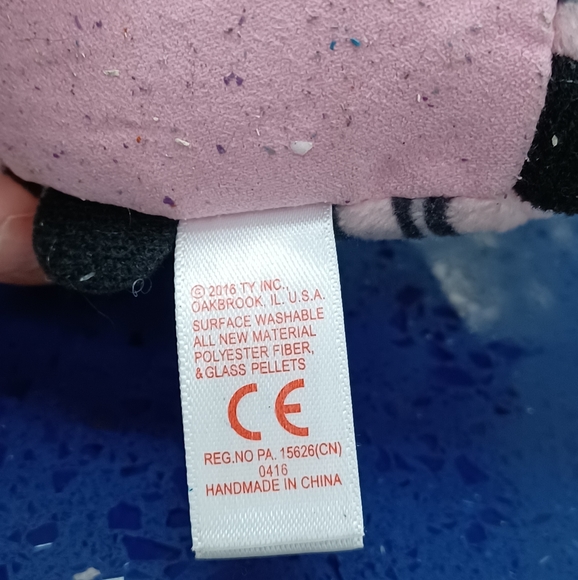 © 2016 TY INC.,
OAKBROOK, IL. U.S.A.
SURFACE WASHABLE
ALL NEW MATERIAL
POLYESTER FIBER,
& GLASS PELLETS
CE
REG.NO PA. 15626(CN)
0416
HANDMADE IN CHINA